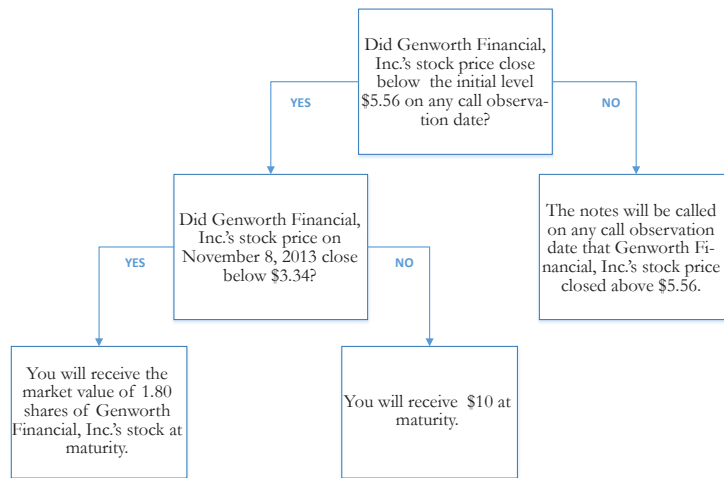 Did Genworth Financial,
Inc.'s stock price close
below the initial level
$5.56 on any call observa-
tion date?
YES
NO
Did Genworth Financial,
Inc.'s stock price on
November 8, 2013 close
below $3.34?
The notes will be called
on any call observation
date that Genworth Fi-
nancial, Inc.'s stock price
closed above $5.56.
YES
NO
You will receive the
market value of 1.80
shares of Genworth
Financial, Inc.'s stock at
maturity.
You will receive $10 at
maturity.